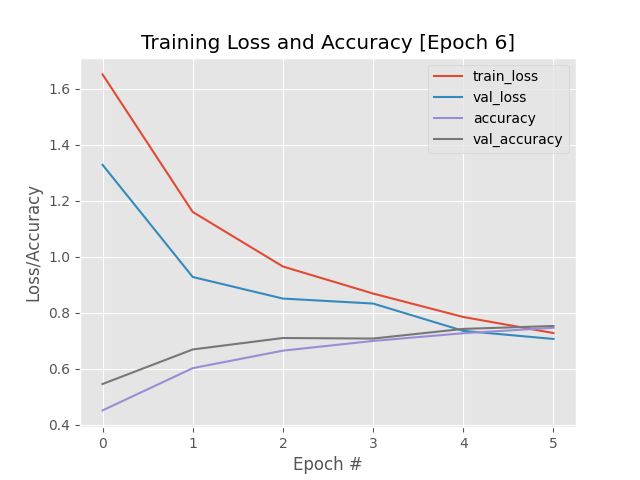 Training Loss and Accuracy [Epoch 6]
train_loss
val_loss
accuracy
val_accuracy
1.6
1.4
1.2
1.0
0.8
0.6
0.4
Loss/Accuracy
0 1 2 3 4 5
Epoch #